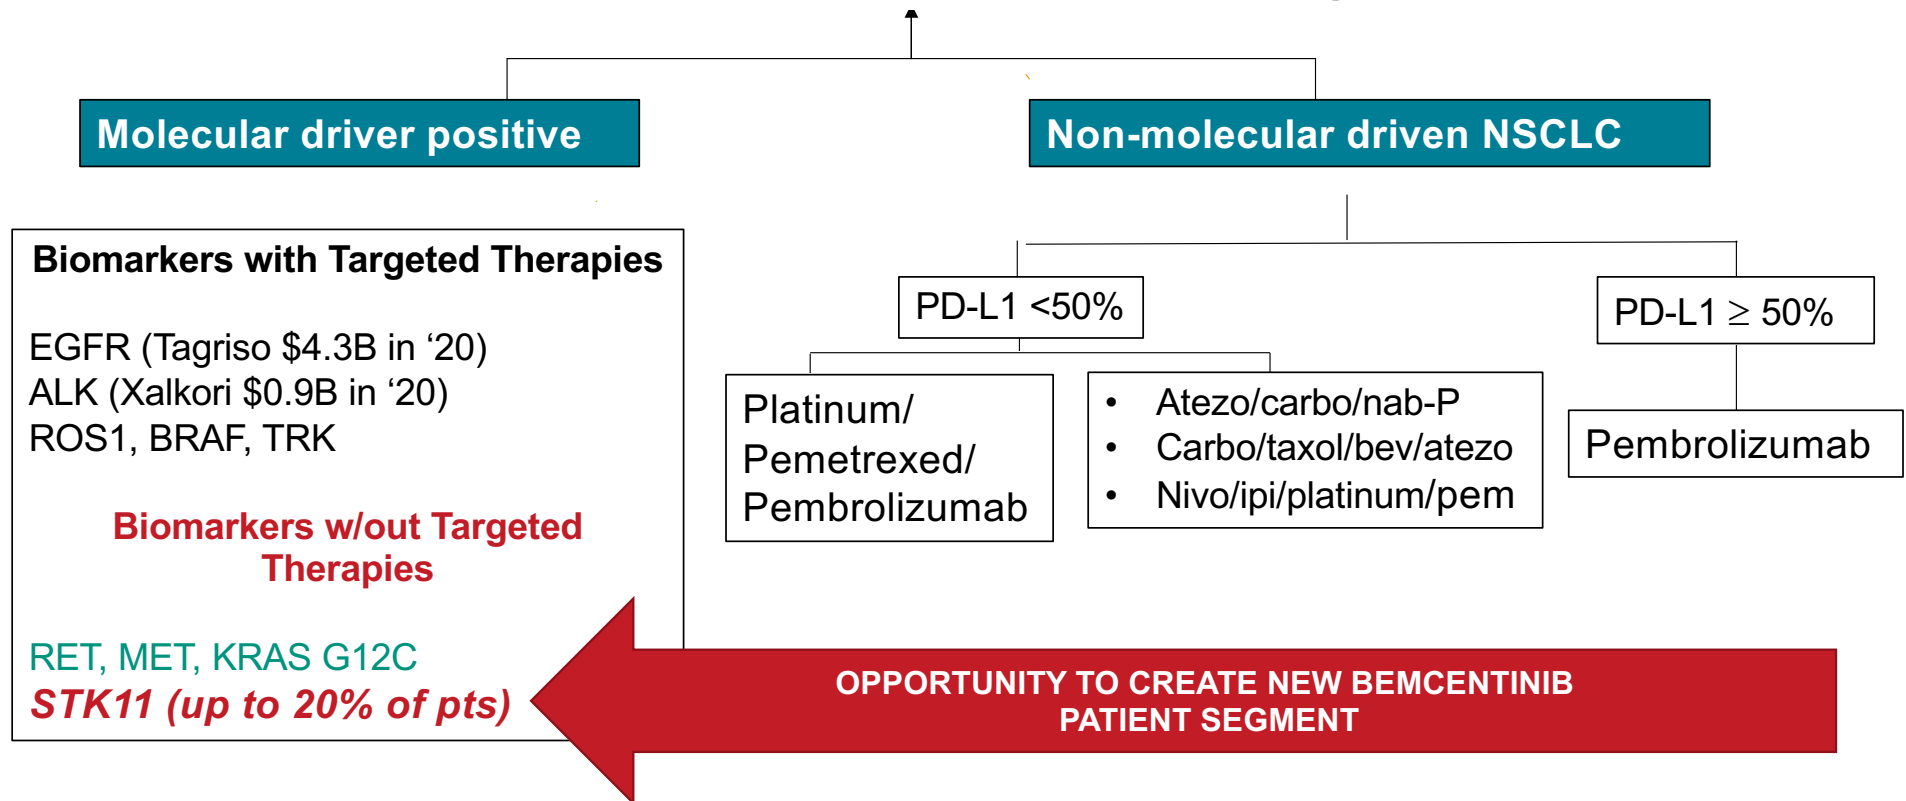 Molecular driver positive
Non-molecular driven NSCLC
Biomarkers with Targeted Therapies
EGFR (Tagriso $4.3B in ‘20)
ALK (Xalkori $0.9B in ‘20)
ROS1, BRAF, TRK
Biomarkers w/out Targeted
Therapies
RET, MET, KRAS G12C
STK11 (up to 20% of pts)
PD-L1 <50%
PD-L1 ≥ 50%
Platinum/
Pemetrexed/
Pembrolizumab
• Atezo/carbo/nab-P
• Carbo/taxol/bev/atezo
• Nivo/ipi/platinum/pem
Pembrolizumab
OPPORTUNITY TO CREATE NEW BEMCENTINIB
PATIENT SEGMENT